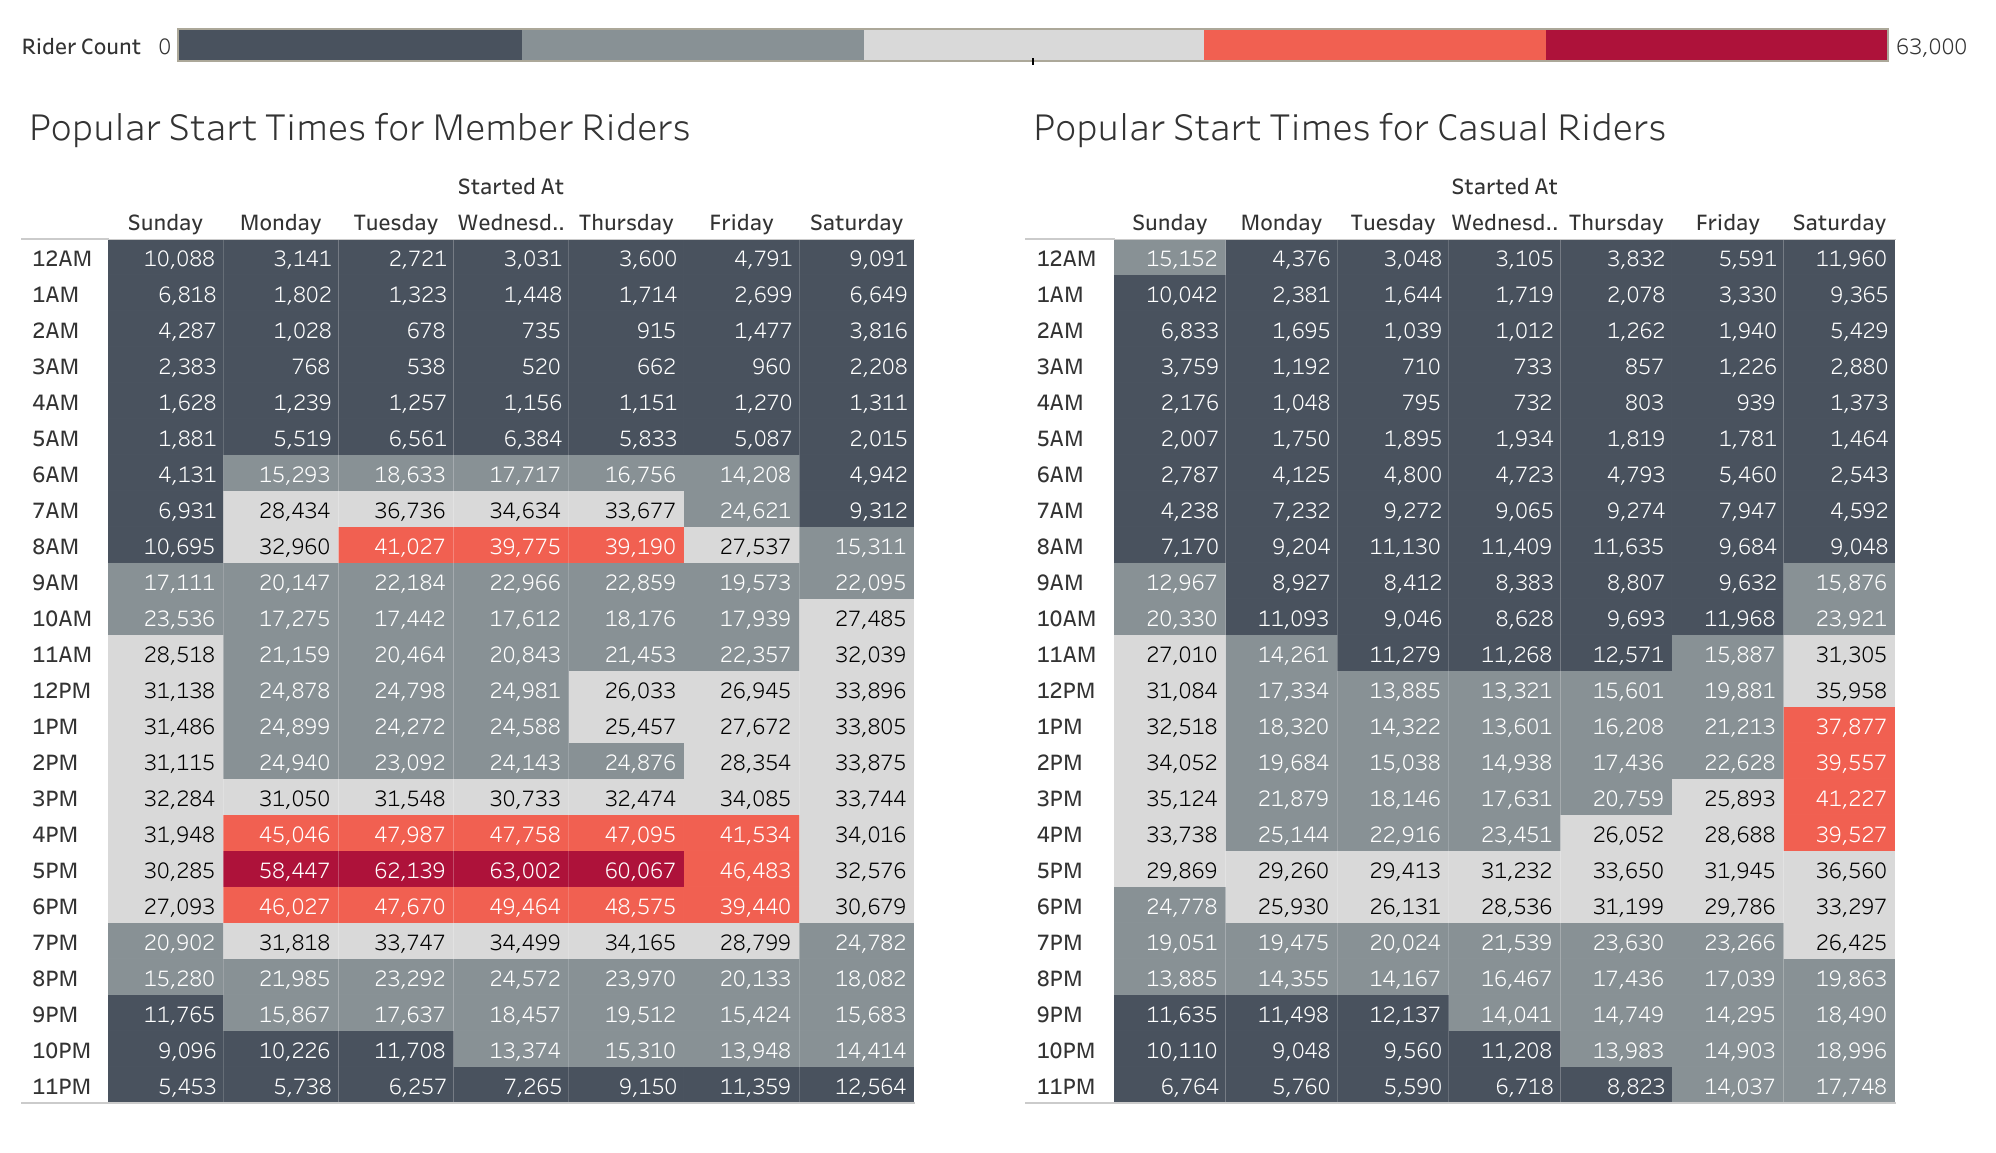 Rider Count 0 63,000
Popular Start Times for Member Riders
Started At
Sunday Monday Tuesday Wednesd.. Thursday Friday Saturday
12AM 10,088 3,141 2,721 3,031 3,600 4,791 9,091
1AM 6,818 1,802 1,323 1,448 1,714 2,699 6,649
2AM 4,287 1,028 678 735 915 1,477 3,816
3AM 2,383 768 538 520 662 960 2,208
4AM 1,628 1,239 1,257 1,156 1,151 1,270 1,311
5AM 1,881 5,519 6,561 6,384 5,833 5,087 2,015
6AM 4,131 15,293 18,633 17,717 16,756 14,208 4,942
7AM 6,931 28,434 36,736 34,634 33,677 24,621 9,312
8AM 10,695 32,960 41,027 39,775 39,190 27,537 15,311
9AM 17,111 20,147 22,184 22,966 22,859 19,573 22,095
10AM 23,536 17,275 17,442 17,612 18,176 17,939 27,485
11AM 28,518 21,159 20,464 20,843 21,453 22,357 32,039
12PM 31,138 24,878 24,798 24,981 26,033 26,945 33,896
1PM 31,486 24,899 24,272 24,588 25,457 27,672 33,805
2PM 31,115 24,940 23,092 24,143 24,876 28,354 33,875
3PM 32,284 31,050 31,548 30,733 32,474 34,085 33,744
4PM 31,948 45,046 47,987 47,758 47,095 41,534 34,016
5PM 30,285 58,447 62,139 63,002 60,067 46,483 32,576
6PM 27,093 46,027 47,670 49,464 48,575 39,440 30,679
7PM 20,902 31,818 33,747 34,499 34,165 28,799 24,782
8PM 15,280 21,985 23,292 24,572 23,970 20,133 18,082
9PM 11,765 15,867 17,637 18,457 19,512 15,424 15,683
10PM 9,096 10,226 11,708 13,374 15,310 13,948 14,414
11PM 5,453 5,738 6,257 7,265 9,150 11,359 12,564
Popular Start Times for Casual Riders
Started At
Sunday Monday Tuesday Wednesd.. Thursday Friday Saturday
12AM 15,152 4,376 3,048 3,105 3,832 5,591 11,960
1AM 10,042 2,381 1,644 1,719 2,078 3,330 9,365
2AM 6,833 1,695 1,039 1,012 1,262 1,940 5,429
3AM 3,759 1,192 710 733 857 1,226 2,880
4AM 2,176 1,048 795 732 803 939 1,373
5AM 2,007 1,750 1,895 1,934 1,819 1,781 1,464
6AM 2,787 4,125 4,800 4,723 4,793 5,460 2,543
7AM 4,238 7,232 9,272 9,065 9,274 7,947 4,592
8AM 7,170 9,204 11,130 11,409 11,635 9,684 9,048
9AM 12,967 8,927 8,412 8,383 8,807 9,632 15,876
10AM 20,330 11,093 9,046 8,628 9,693 11,968 23,921
11AM 27,010 14,261 11,279 11,268 12,571 15,887 31,305
12PM 31,084 17,334 13,885 13,321 15,601 19,881 35,958
1PM 32,518 18,320 14,322 13,601 16,208 21,213 37,877
2PM 34,052 19,684 15,038 14,938 17,436 22,628 39,557
3PM 35,124 21,879 18,146 17,631 20,759 25,893 41,227
4PM 33,738 25,144 22,916 23,451 26,052 28,688 39,527
5PM 29,869 29,260 29,413 31,232 33,650 31,945 36,560
6PM 24,778 25,930 26,131 28,536 31,199 29,786 33,297
7PM 19,051 19,475 20,024 21,539 23,630 23,266 26,425
8PM 13,885 14,355 14,167 16,467 17,436 17,039 19,863
9PM 11,635 11,498 12,137 14,041 14,749 14,295 18,490
10PM 10,110 9,048 9,560 11,208 13,983 14,903 18,996
11PM 6,764 5,760 5,590 6,718 8,823 14,037 17,748